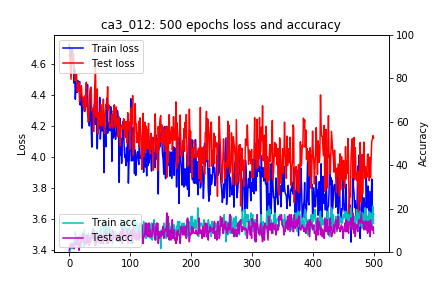 ca3_012: 500 epochs loss and accuracy
Train loss
Test loss
Train acc
Test acc
Loss
4.6
4.4
4.2
4.0
3.8
3.6
3.4
Accuracy
100
80
60
40
20
0
0
100
200
300
400
500